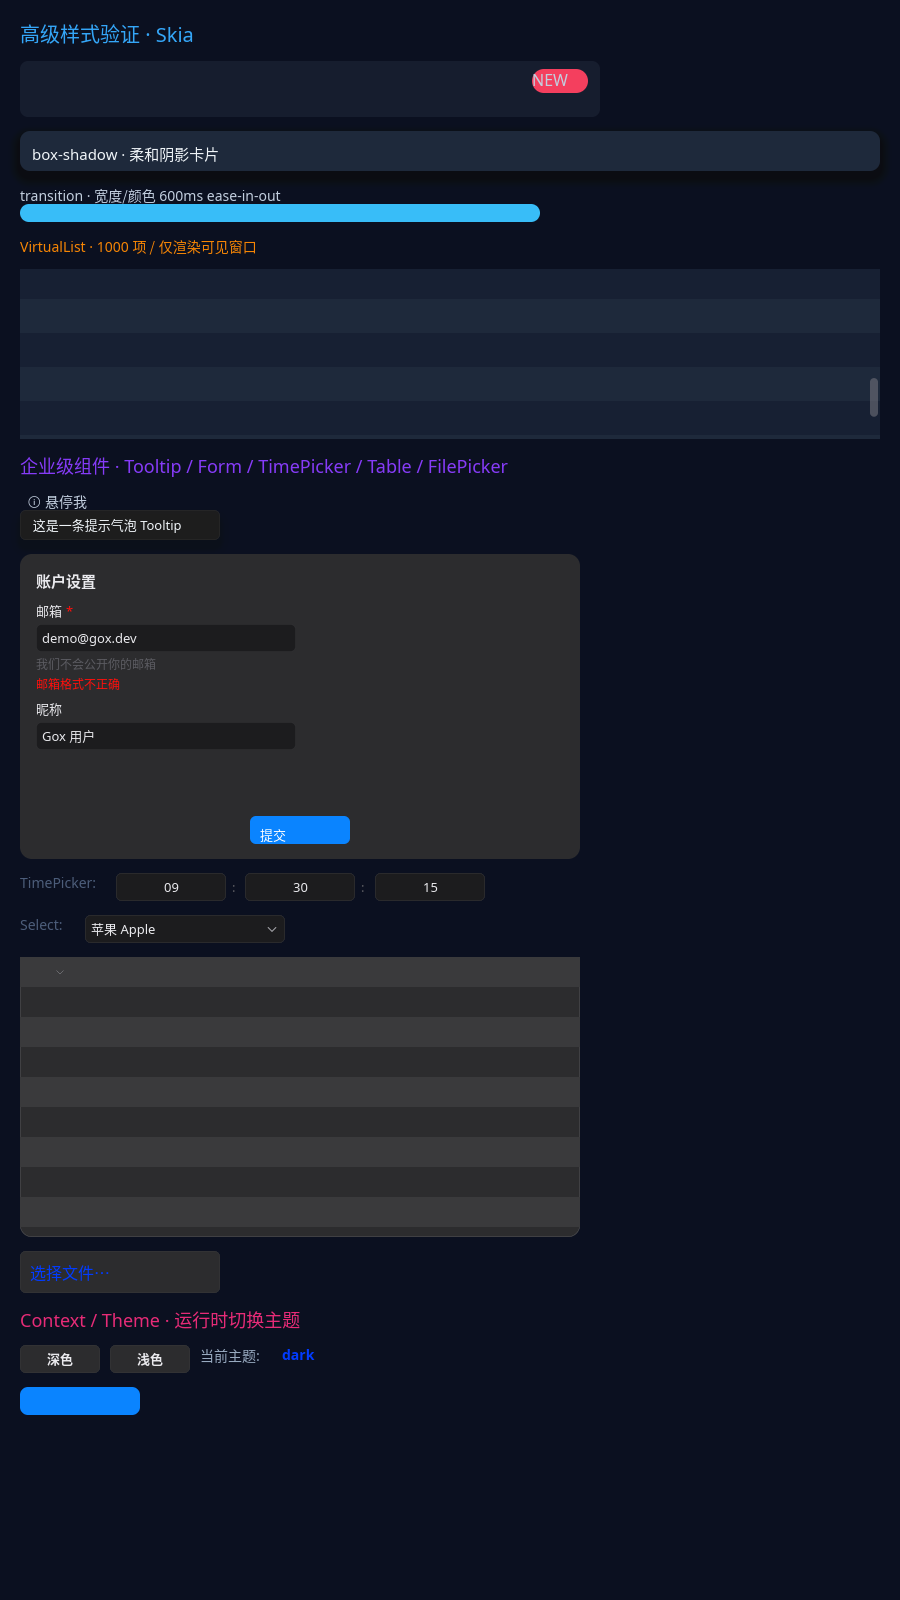 高级样式验证 · Skia
NEW
box-shadow · 柔和阴影卡片
transition · 宽度/颜色 600ms ease-in-out
VirtualList · 1000 项 / 仅渲染可见窗口
企业级组件 · Tooltip / Form / TimePicker / Table / FilePicker
ⓘ 悬停我
这是一条提示气泡 Tooltip
账户设置
邮箱 *
demo@gox.dev
我们不会公开你的邮箱
邮箱格式不正确
昵称
Gox 用户
提交
TimePicker: 09 : 30 : 15
Select: 苹果 Apple
选择文件…
Context / Theme · 运行时切换主题
深色 浅色 当前主题: dark